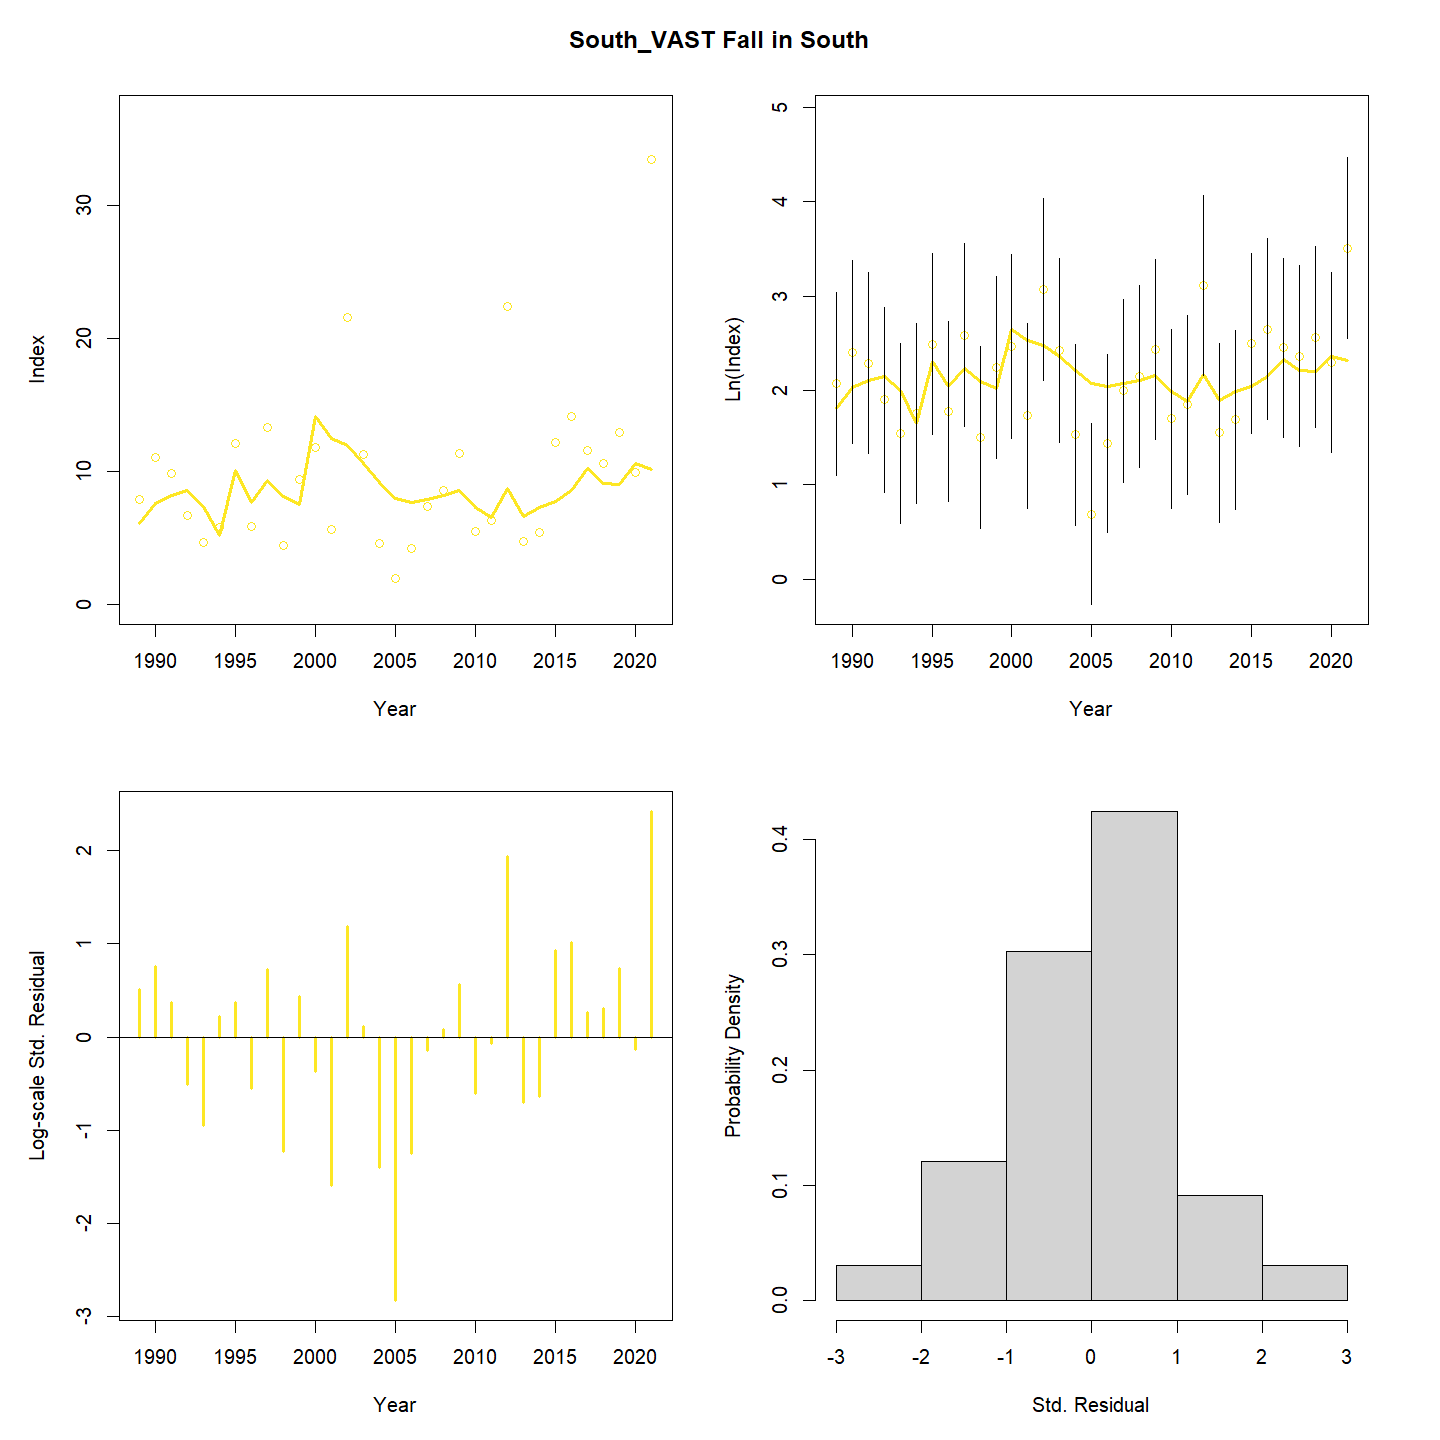 South_VAST Fall in South
Index
0
10
20
30
1990 1995 2000 2005 2010 2015 2020
Year
Ln(Index)
0
1
2
3
4
5
1990 1995 2000 2005 2010 2015 2020
Year
Log-scale Std. Residual
-3
-2
-1
0
1
2
1990 1995 2000 2005 2010 2015 2020
Year
Probability Density
0.0
0.1
0.2
0.3
0.4
-3 -2 -1 0 1 2 3
Std. Residual